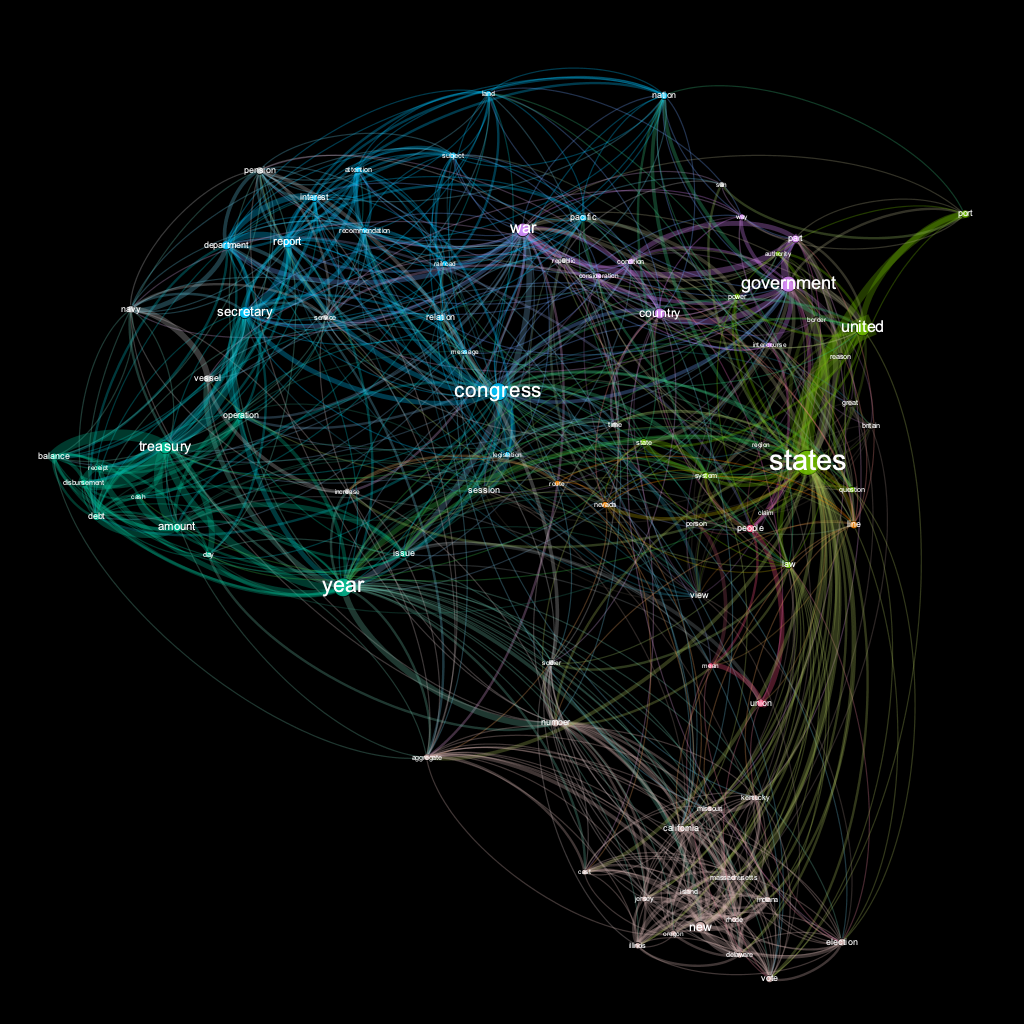 land
nation
subject
pension
attention
interest
son
port
way
pacific
recommendation
war
part
department
report
authority
republic
condition
railroad
consideration
government
power
navy
secretary
service
relation
country
border
united
intercourse
message
reason
vessel
congress
great
operation
time
britian
treasury
state
region
balance
legislation
receipt
system
states
disbursement
route
cash
increase
session
question
nevada
debt
amount
claim
person
people
line
day
issue
law
year
view
soldier
mean
union
number
aggregate
kentucky
missouri
california
cast
massachusetts
island
jersey
indiana
rhode
new
oregon
illinois
election
delaware
vote